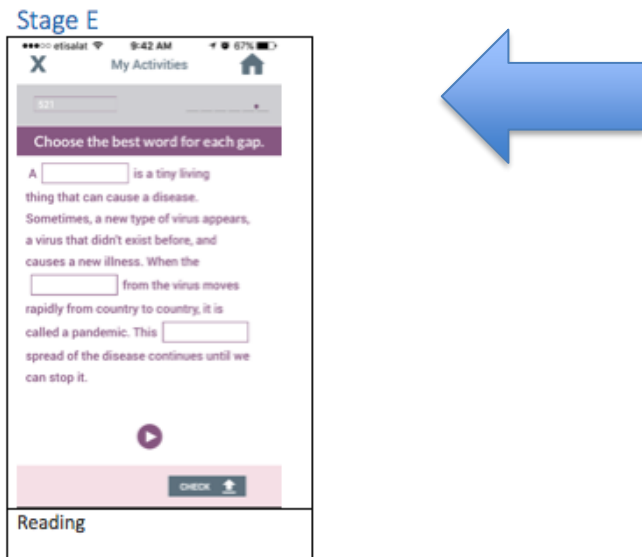 Stage E
etisalat 9:42 AM 67%
X My Activities
521
Choose the best word for each gap.
A is a tiny living
thing that can cause a disease.
Sometimes, a new type of virus appears,
a virus that didn't exist before, and
causes a new illness. When the
from the virus moves
rapidly from country to country, it is
called a pandemic. This
spread of the disease continues until we
can stop it.
CHECK
Reading